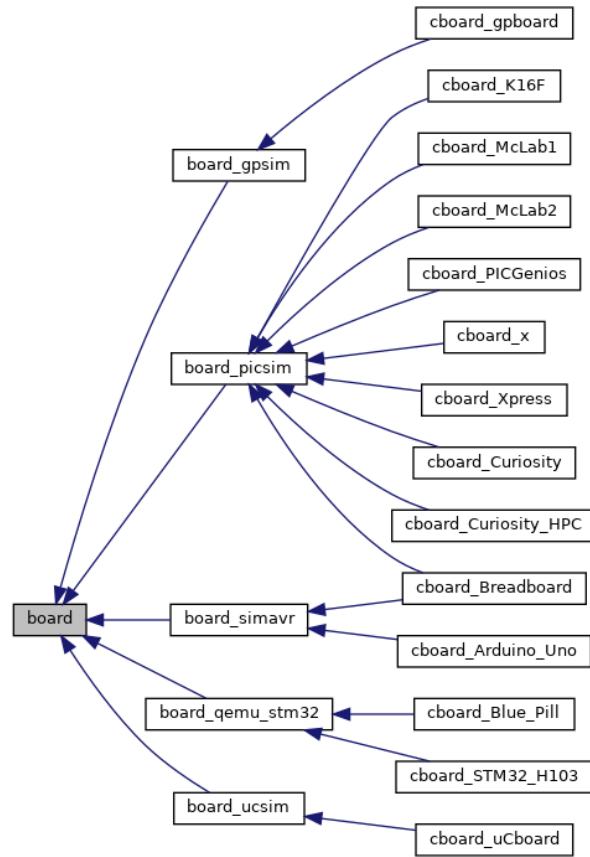 cboard_gpboard
cboard_K16F
cboard_McLab1
board_gpsim
cboard_McLab2
cboard_PICGenios
cboard_x
board_picsim
cboard_Xpress
cboard_Curiosity
cboard_Curiosity_HPC
cboard_Breadboard
board
board_simavr
cboard_Arduino_Uno
board_qemu_stm32
cboard_Blue_Pill
cboard_STM32_H103
board_ucsim
cboard_uCboard